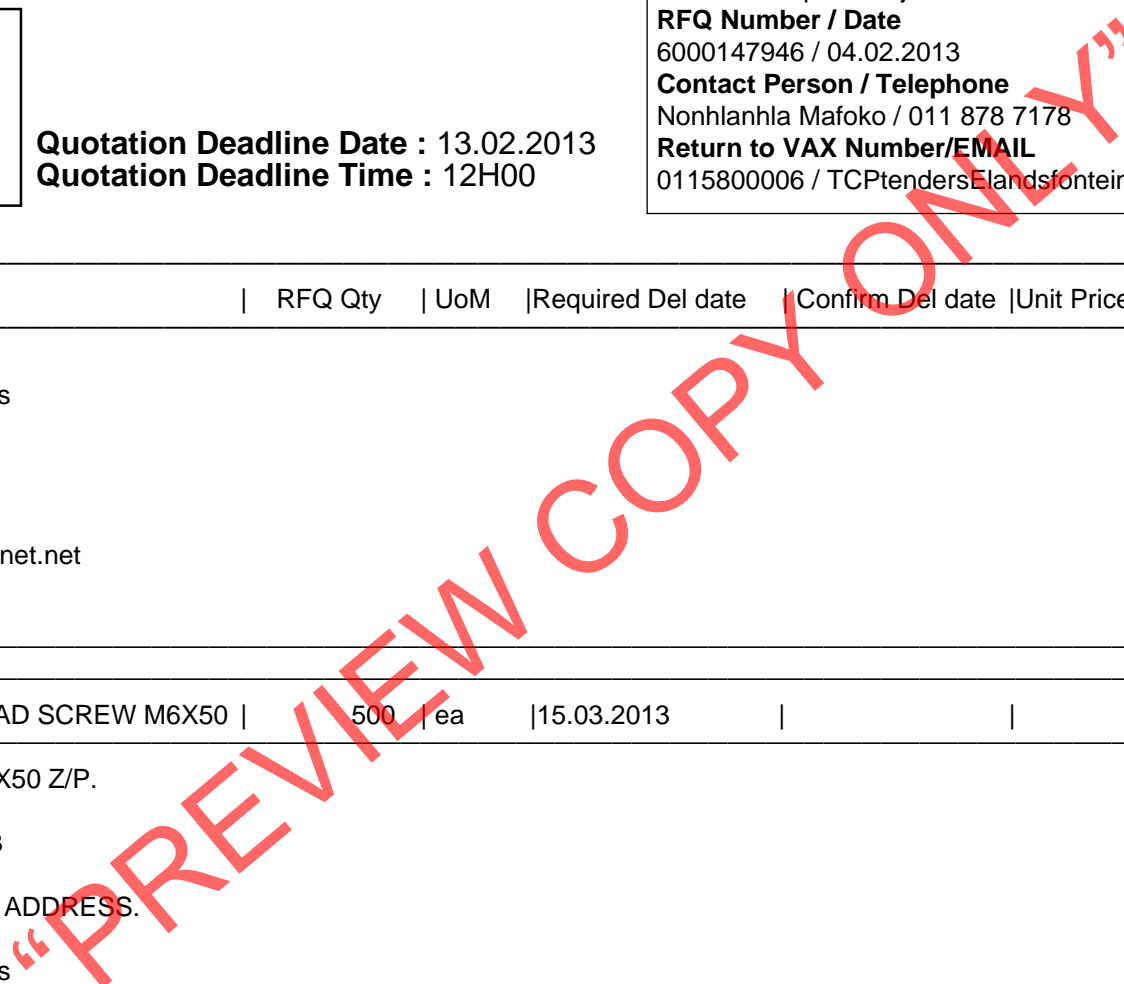 RFQ Number / Date
6000147946 / 04.02.2013
Contact Person / Telephone
Nonhlanhla Mafoko / 011 878 7178
Quotation Deadline Date : 13.02.2013
Return to VAX Number/EMAIL
Quotation Deadline Time : 12H00
0115800006 / TCPtendersElandsfontein
| RFQ Qty | UoM |Required Del date | Confirm Del date |Unit Price
s
net.net
AD SCREW M6X50 | 500 | ea |15.03.2013 | |
X50 Z/P.
ADDRESS.
s
“PREVIEW COPY ONLY”